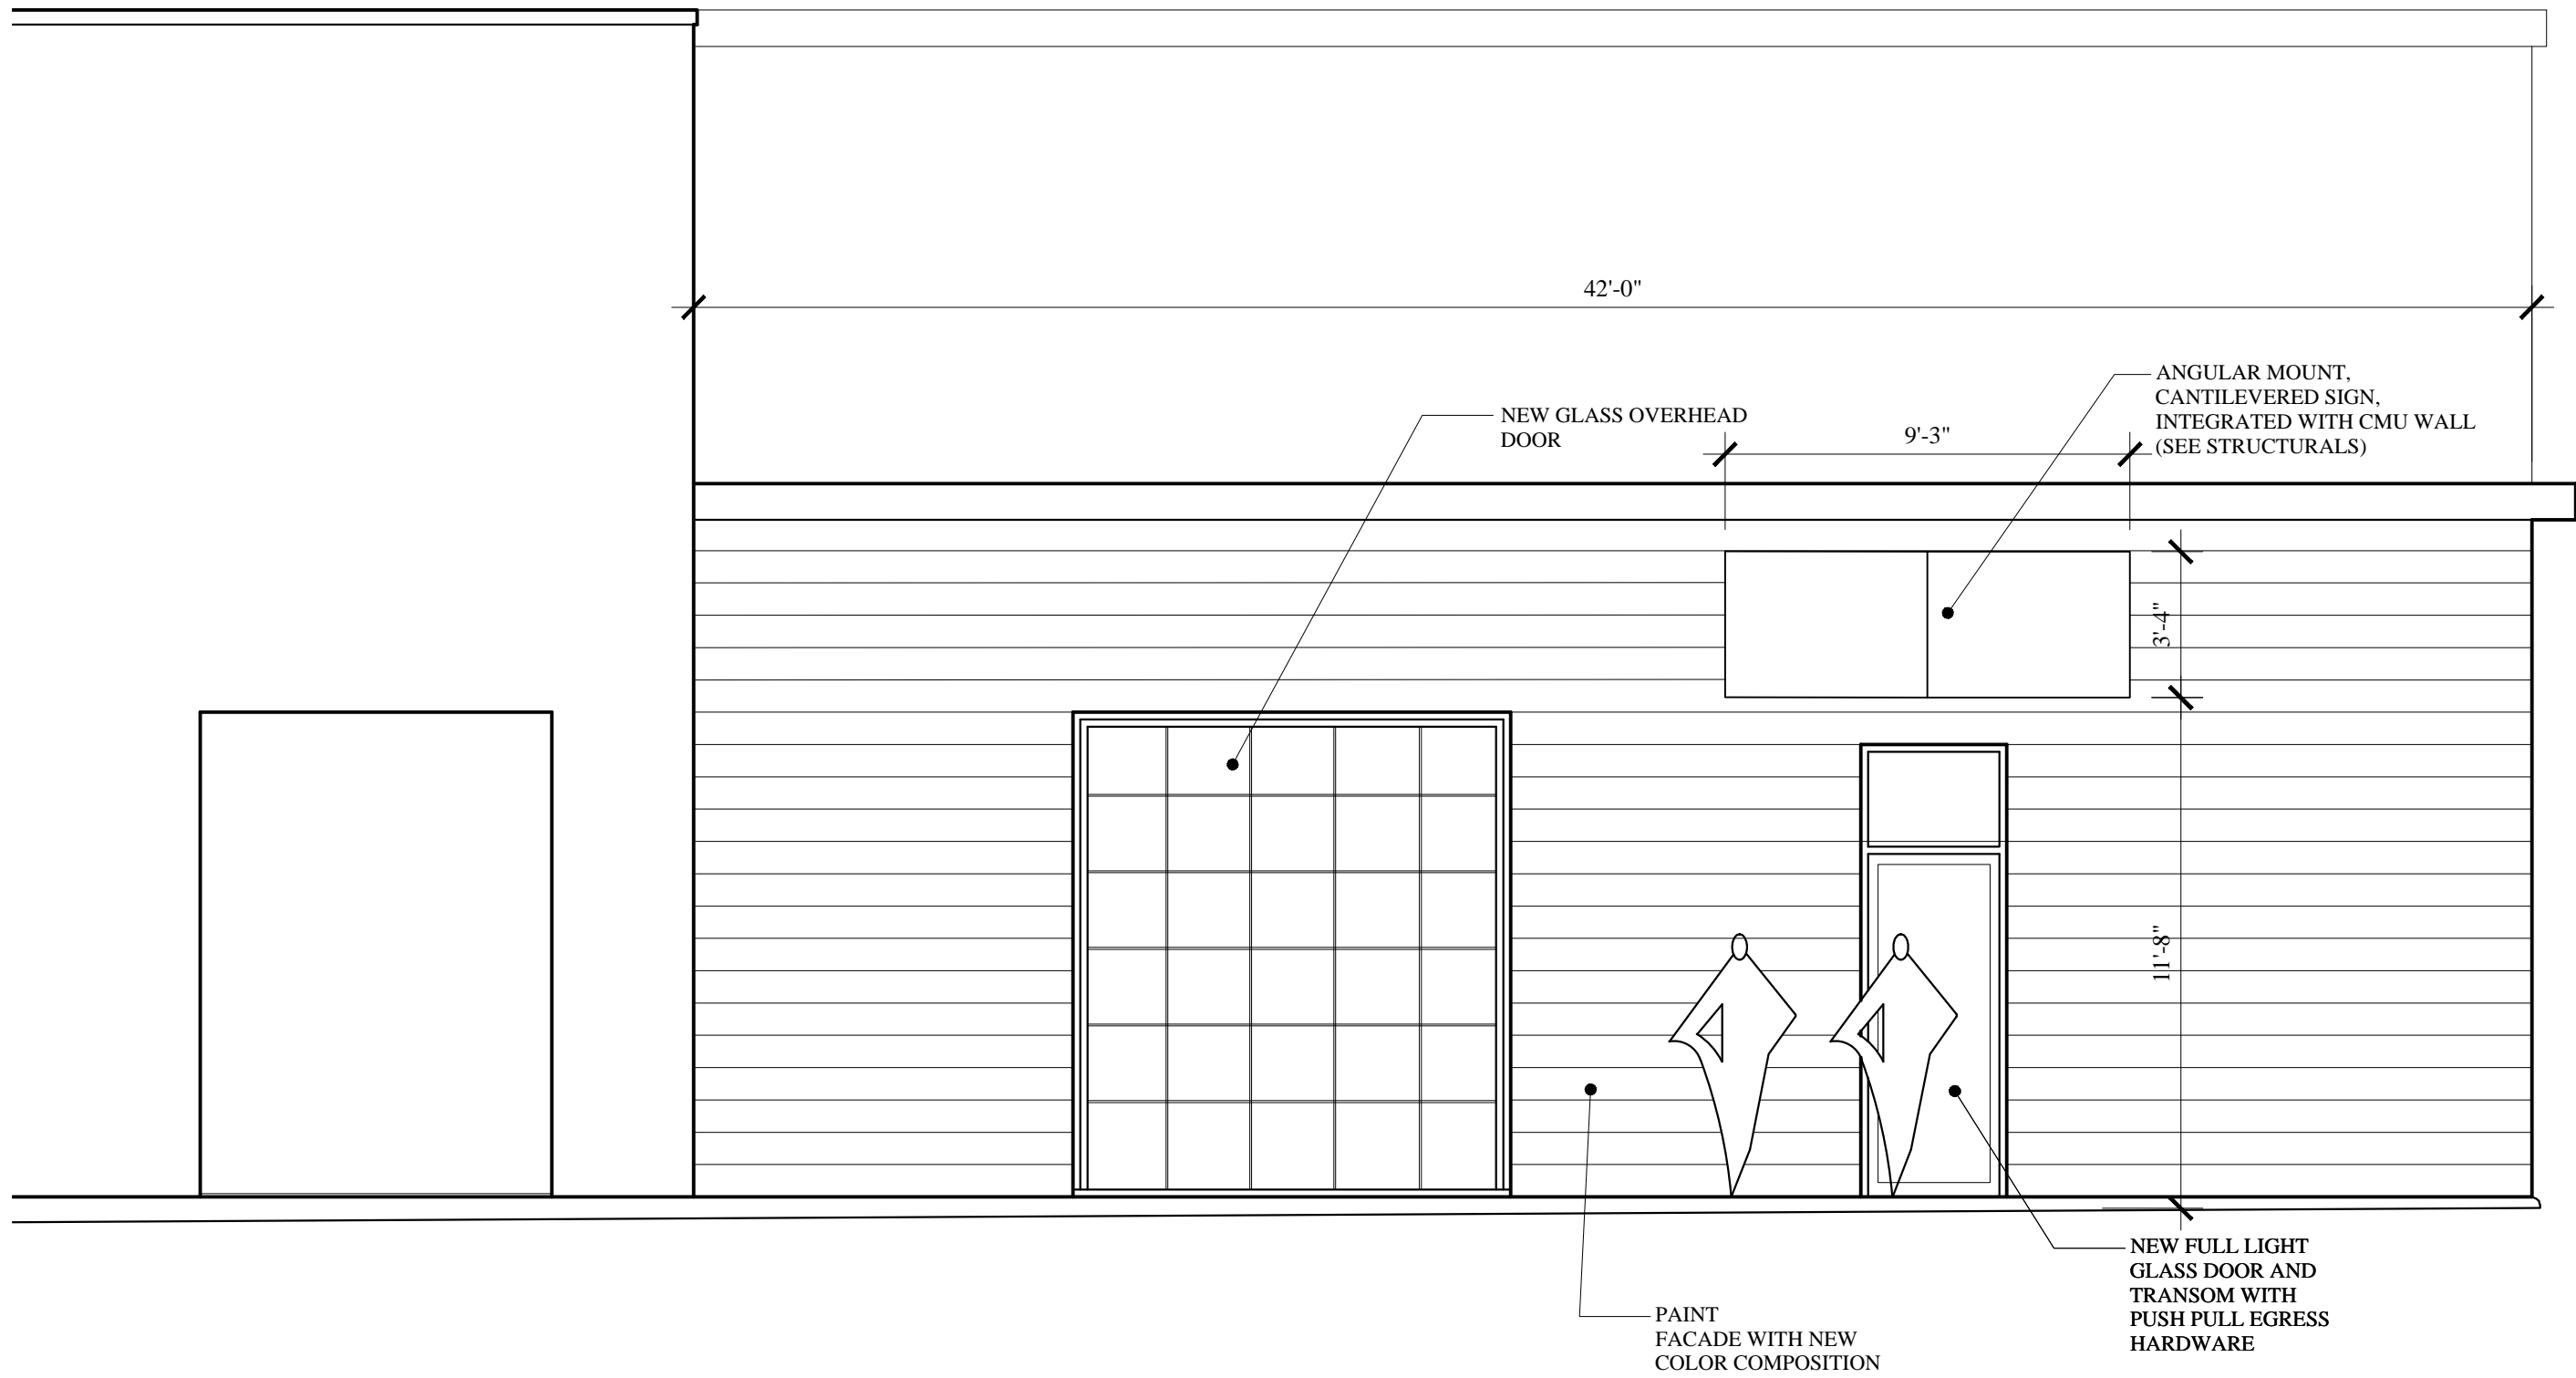 42'-0"
ANGULAR MOUNT,
CANTILEVERED SIGN,
INTEGRATED WITH CMU WALL
(SEE STRUCTURALS)
NEW GLASS OVERHEAD
DOOR
9'-3"
3'-4"
11'-8"
NEW FULL LIGHT
GLASS DOOR AND
TRANSOM WITH
PUSH PULL EGRESS
HARDWARE
PAINT
FACADE WITH NEW
COLOR COMPOSITION